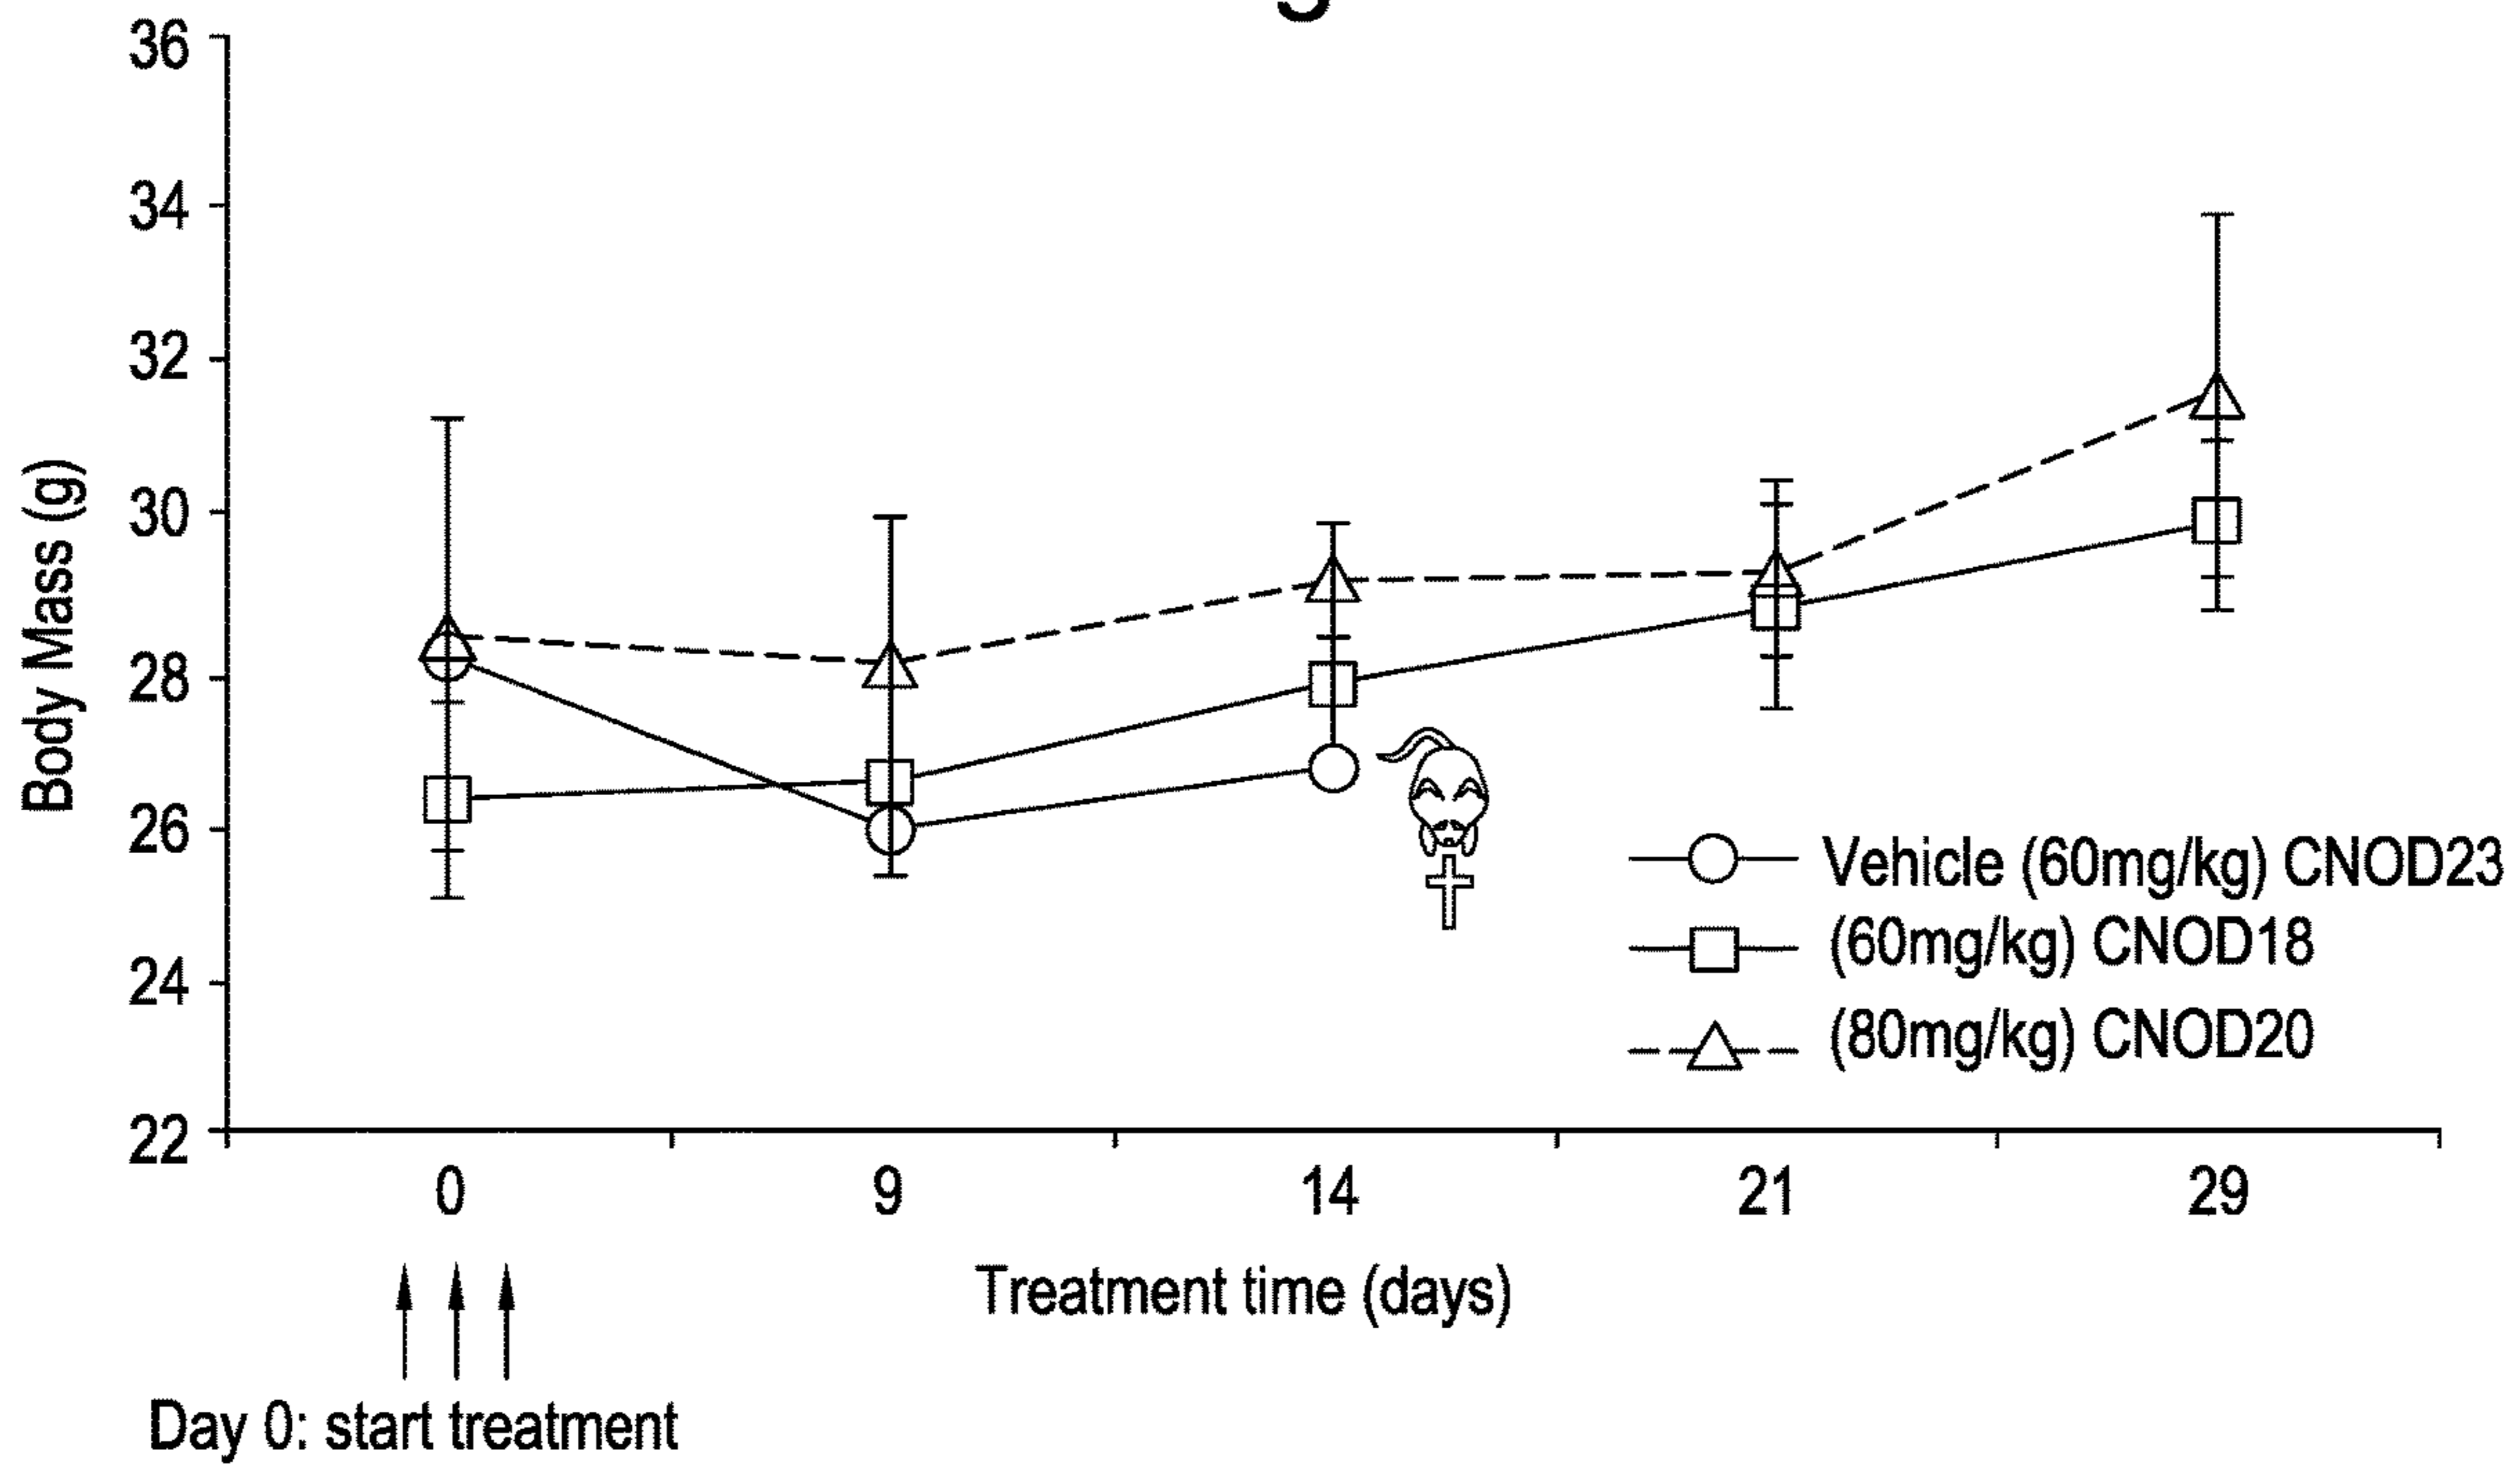 36
34
32
30
28
26
24
22
Body Mass (g)
Vehicle (60mg/kg) CNOD23
(60mg/kg) CNOD18
(80mg/kg) CNOD20
0 9 14 21 29
Treatment time (days)
Day 0: start treatment